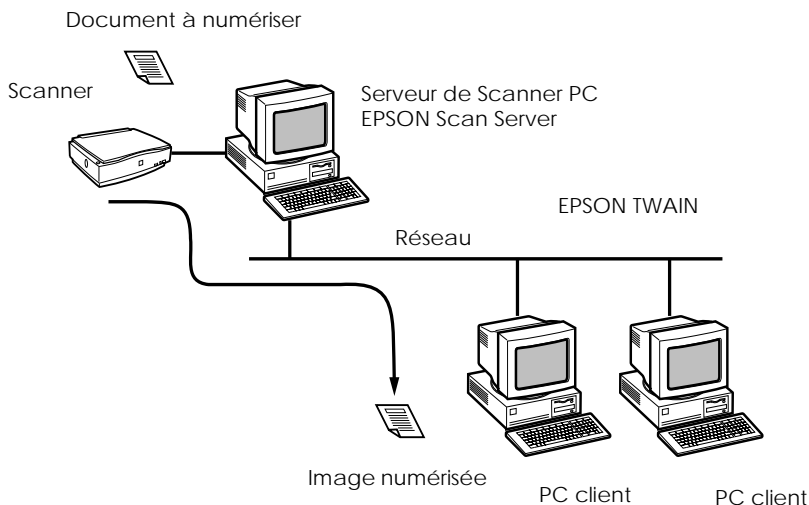 Document à numériser
Scanner
Serveur de Scanner PC
EPSON Scan Server
EPSON TWAIN
Réseau
Image numérisée
PC client
PC client